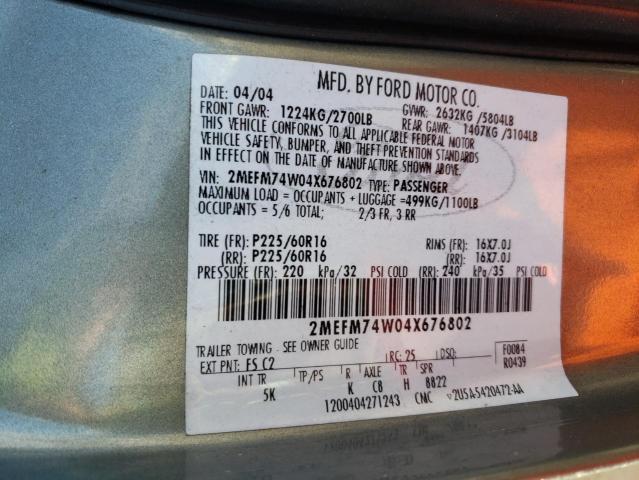 MFD. BY FORD MOTOR CO.
DATE: 04/04 GVWR: 2632KG /5804LB
FRONT GAWR: 1224KG/2700LB REAR GAWR: 1407KG /3104LB
THIS VEHICLE CONFORMS TO ALL APPLICABLE FEDERAL MOTOR
VEHICLE SAFETY, BUMPER, AND THEFT PREVENTION STANDARDS
IN EFFECT ON THE DATE OF MANUFACTURE SHOWN ABOVE.
VIN: 2MEFM74W04X676802 TYPE: PASSENGER
MAXIMUM LOAD = OCCUPANTS + LUGGAGE =499KG/1100LB
OCCUPANTS = 5/6 TOTAL; 2/3 FR, 3 RR
TIRE (FR): P225/60R16 RIMS (FR): 16X7.0J
(RR): P225/60R16 (RR): 16X7.0J
PRESSURE (FR): 220 kPa/32 PSI COLD (RR): 240 kPa/35 PSI COLD
2MEFM74W04X676802
TRAILER TOWING - SEE OWNER GUIDE
EXT PNT: FS C2 RC: 25 DSO: F0084
R0439
INT TR TP/PS R AXLE TR SPR
5K K C8 H 8822
1200404271243 CMC 2U5A-5420472-AA